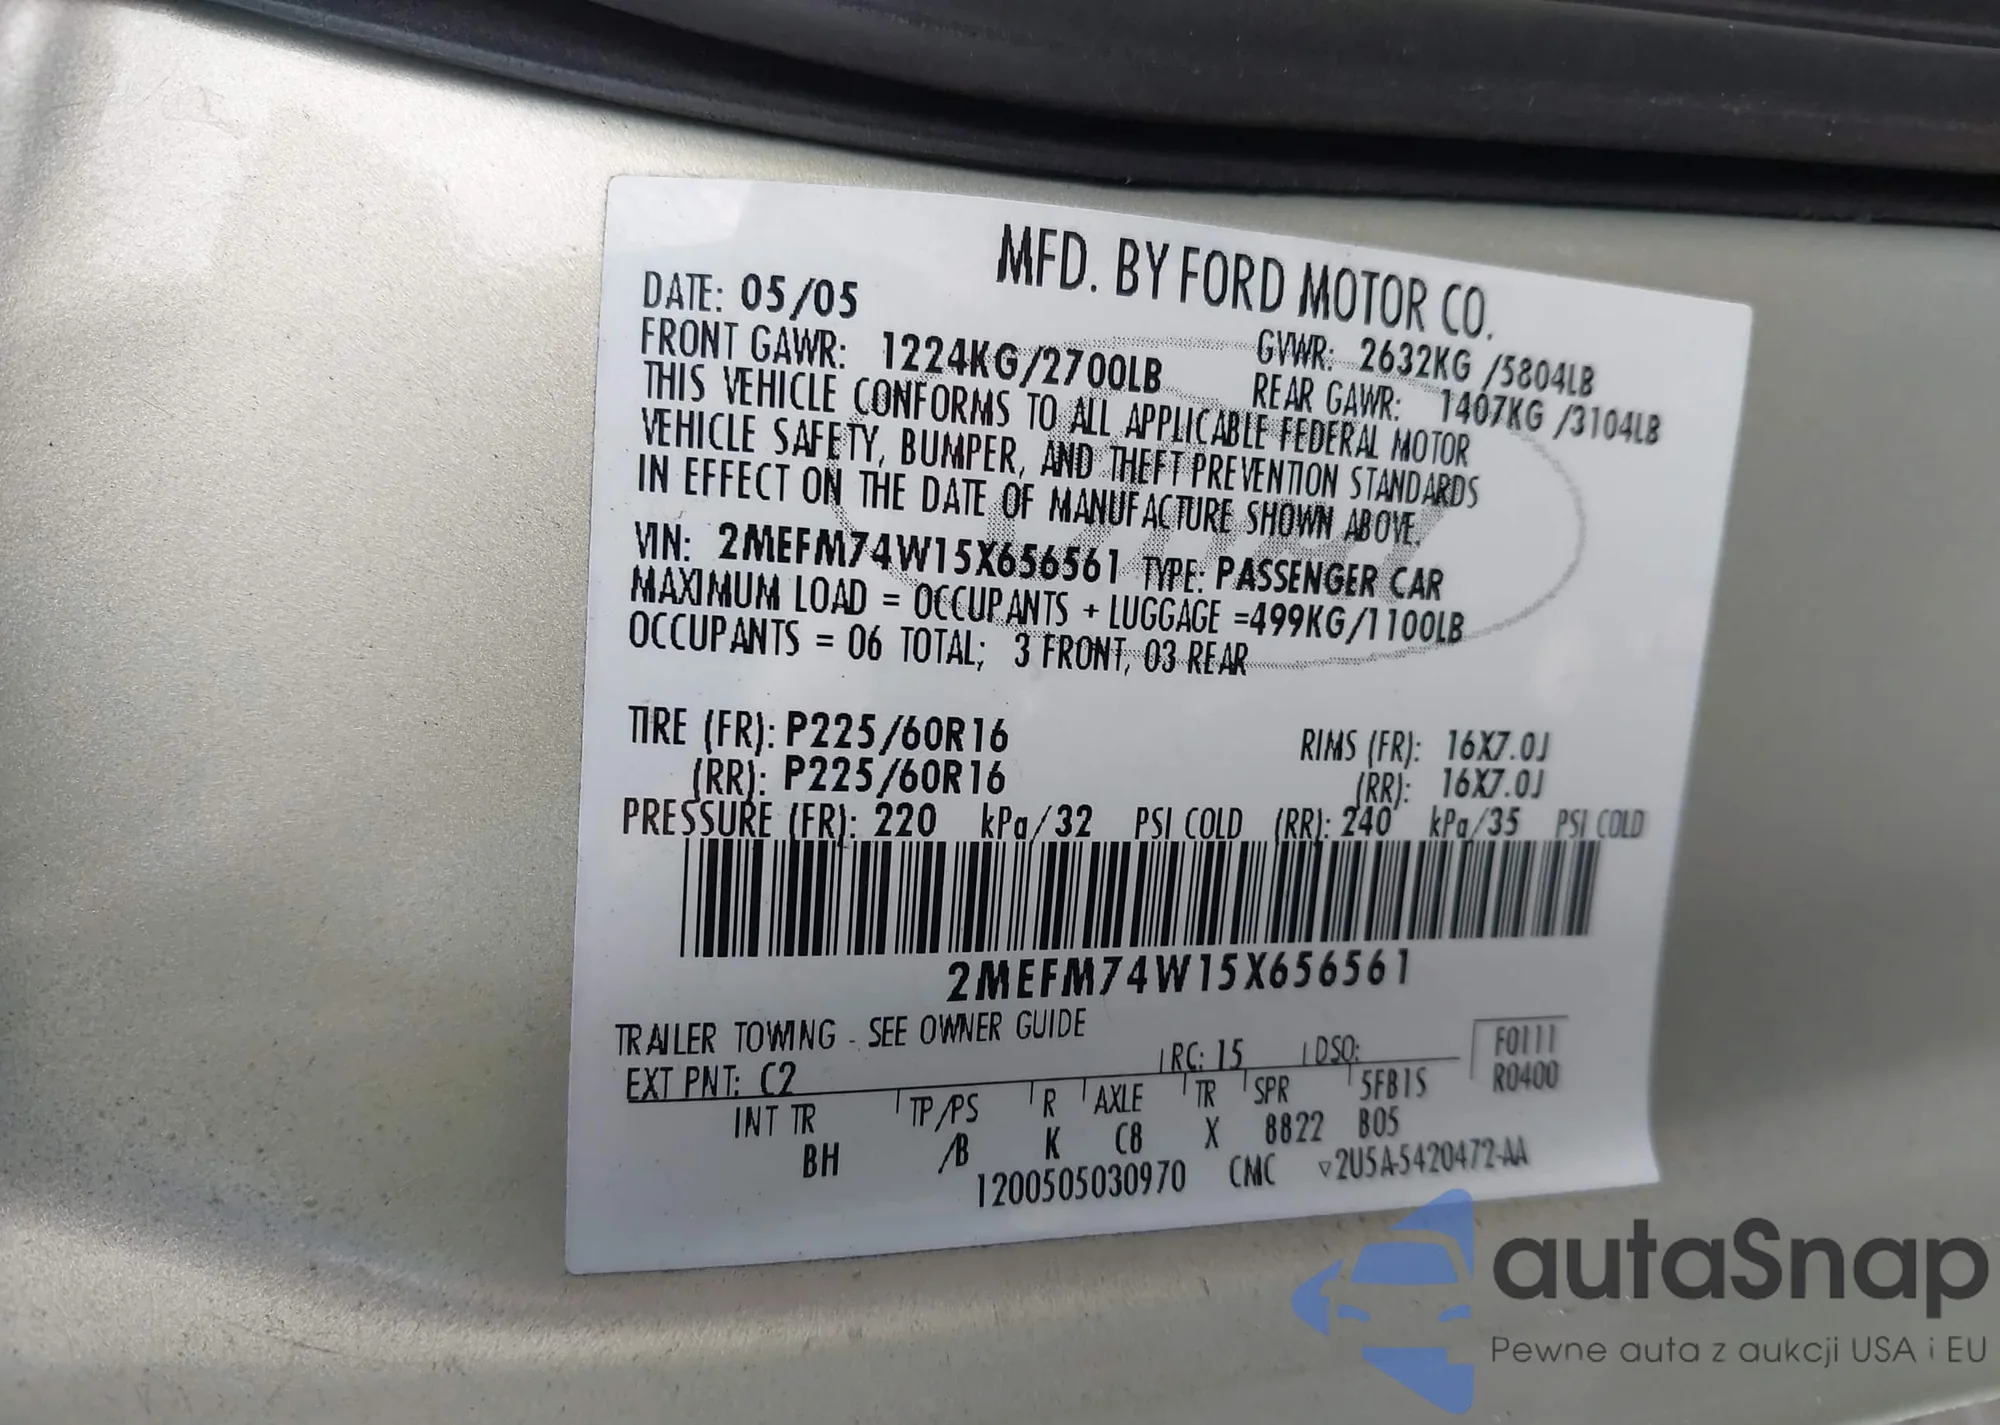 MFD. BY FORD MOTOR CO.
DATE: 05/05 GVWR: 2632KG /5804LB
FRONT GAWR: 1224KG/2700LB REAR GAWR: 1407KG /3104LB
THIS VEHICLE CONFORMS TO ALL APPLICABLE FEDERAL MOTOR
VEHICLE SAFETY, BUMPER, AND THEFT PREVENTION STANDARDS
IN EFFECT ON THE DATE OF MANUFACTURE SHOWN ABOVE.
VIN: 2MEFM74W15X656561 TYPE: PASSENGER CAR
MAXIMUM LOAD = OCCUPANTS + LUGGAGE =499KG/1100LB
OCCUPANTS = 06 TOTAL; 3 FRONT, 03 REAR
TIRE (FR): P225/60R16 RIMS (FR): 16X7.0J
(RR): P225/60R16 (RR): 16X7.0J
PRESSURE (FR): 220 kPa/32 PSI COLD (RR): 240 kPa/35 PSI COLD
2MEFM74W15X656561
TRAILER TOWING - SEE OWNER GUIDE
EXT PNT: C2 RC: 15 DSO: F0111
R0400
INT TR TP/PS R AXLE TR SPR 5FB1S
BH /B K C8 X 8822 B05
1200505030970 CMC ▽2U5A-5420472-AA
autaSnap
Pewne auta z aukcji USA i EU